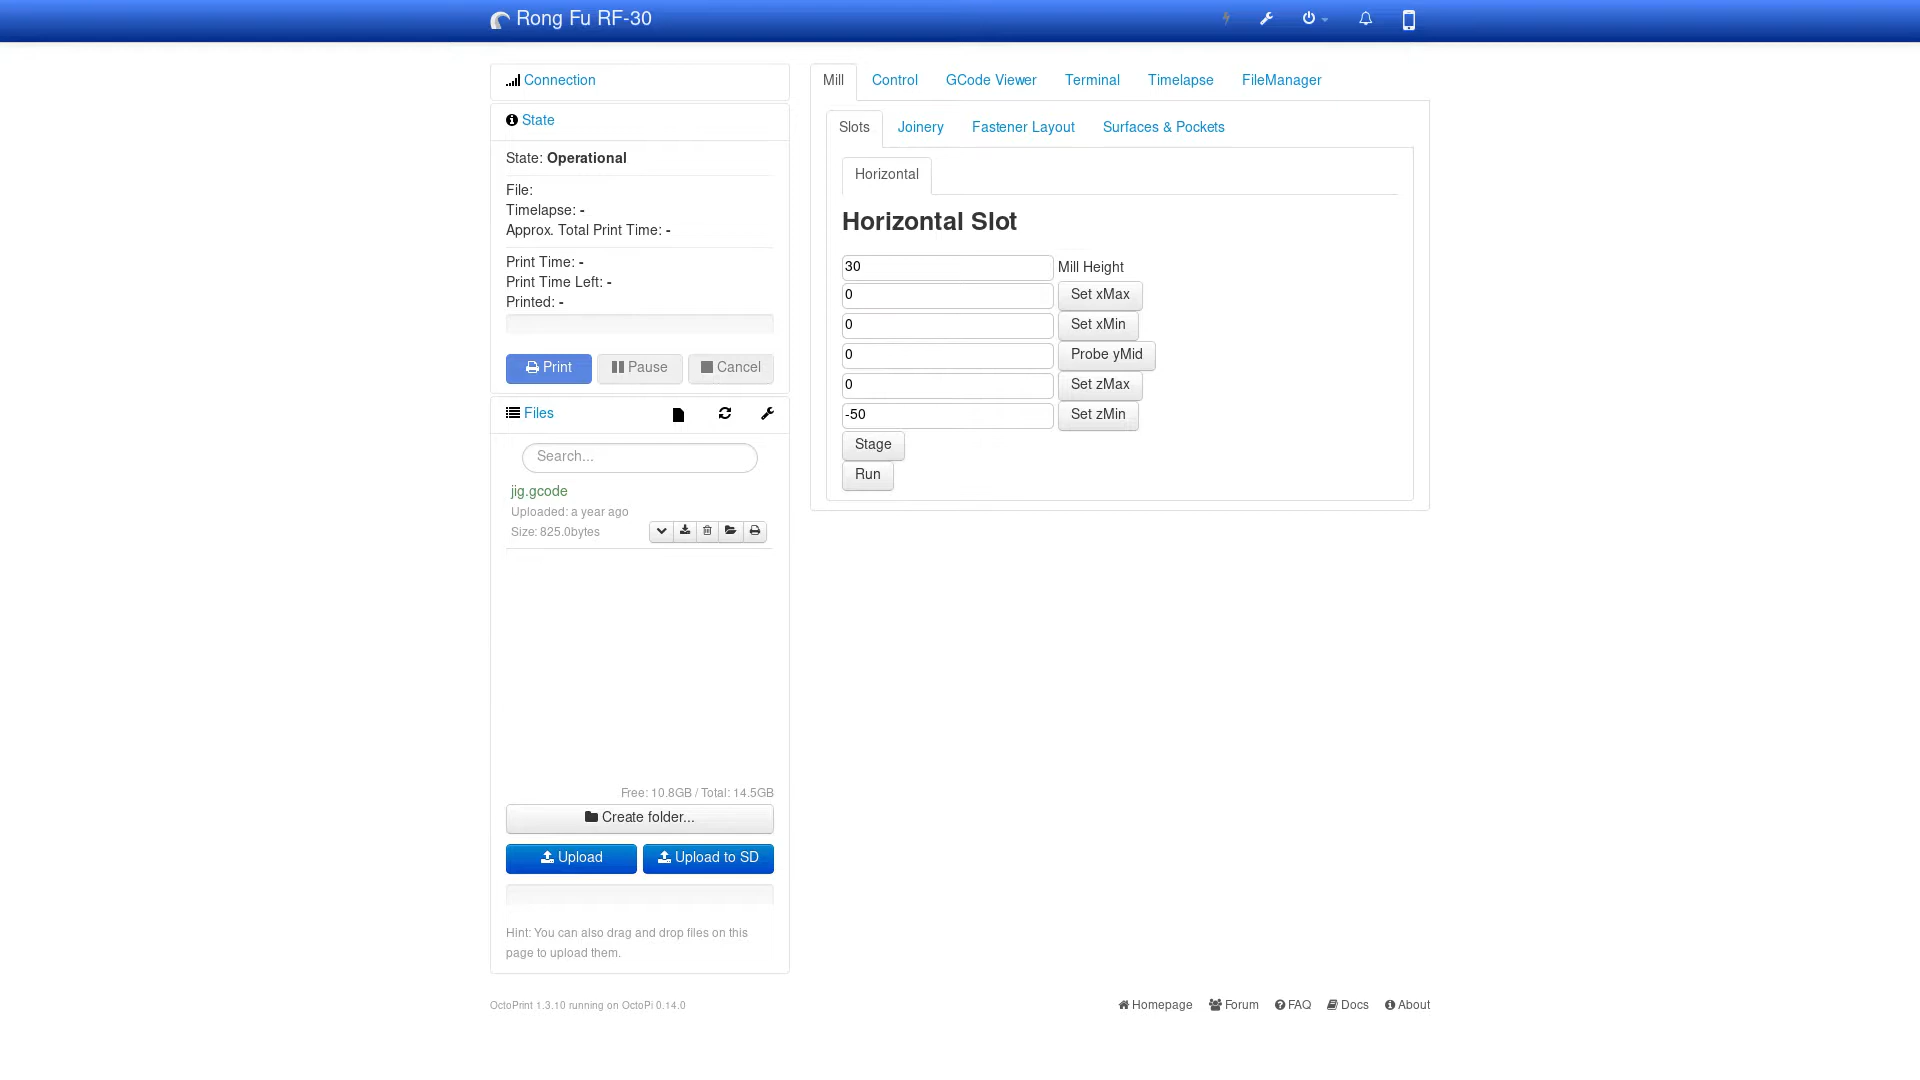 Rong Fu RF-30
Connection
State
State: Operational
File:
Timelapse: -
Approx. Total Print Time: -
Print Time: -
Print Time Left: -
Printed: -
Print
Pause
Cancel
Files
Search...
jig.gcode
Uploaded: a year ago
Size: 825.0bytes
Free: 10.8GB / Total: 14.5GB
Create folder...
Upload
Upload to SD
Hint: You can also drag and drop files on this
page to upload them.
Mill
Control
GCode Viewer
Terminal
Timelapse
FileManager
Slots
Joinery
Fastener Layout
Surfaces & Pockets
Horizontal
Horizontal Slot
30 Mill Height
0 Set xMax
0 Set xMin
0 Probe yMid
0 Set zMax
-50 Set zMin
Stage
Run
OctoPrint 1.3.10 running on OctoPi 0.14.0
Homepage
Forum
FAQ
Docs
About